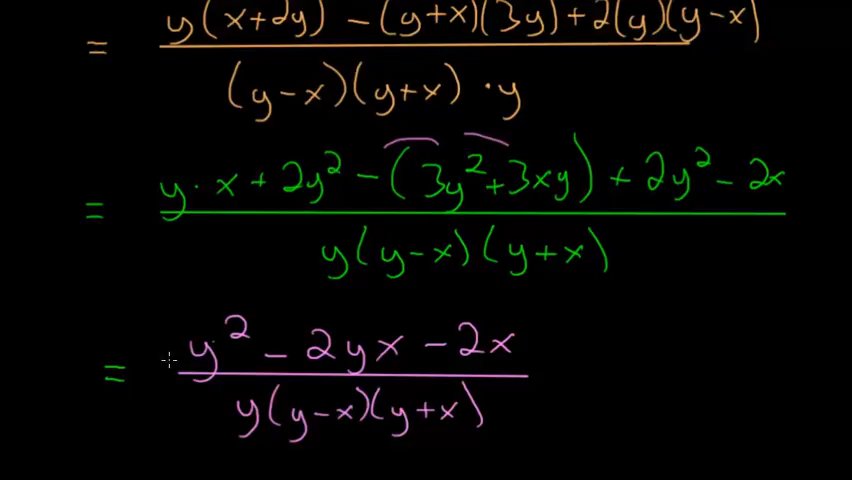 y(x+2y) - (y+x)(3y) + 2(y)(y-x)
=
(y-x)(y+x) · y
y · x + 2y² - (3y² + 3xy) + 2y² - 2x
=
y(y-x)(y+x)
y² - 2yx - 2x
=
y(y-x)(y+x)